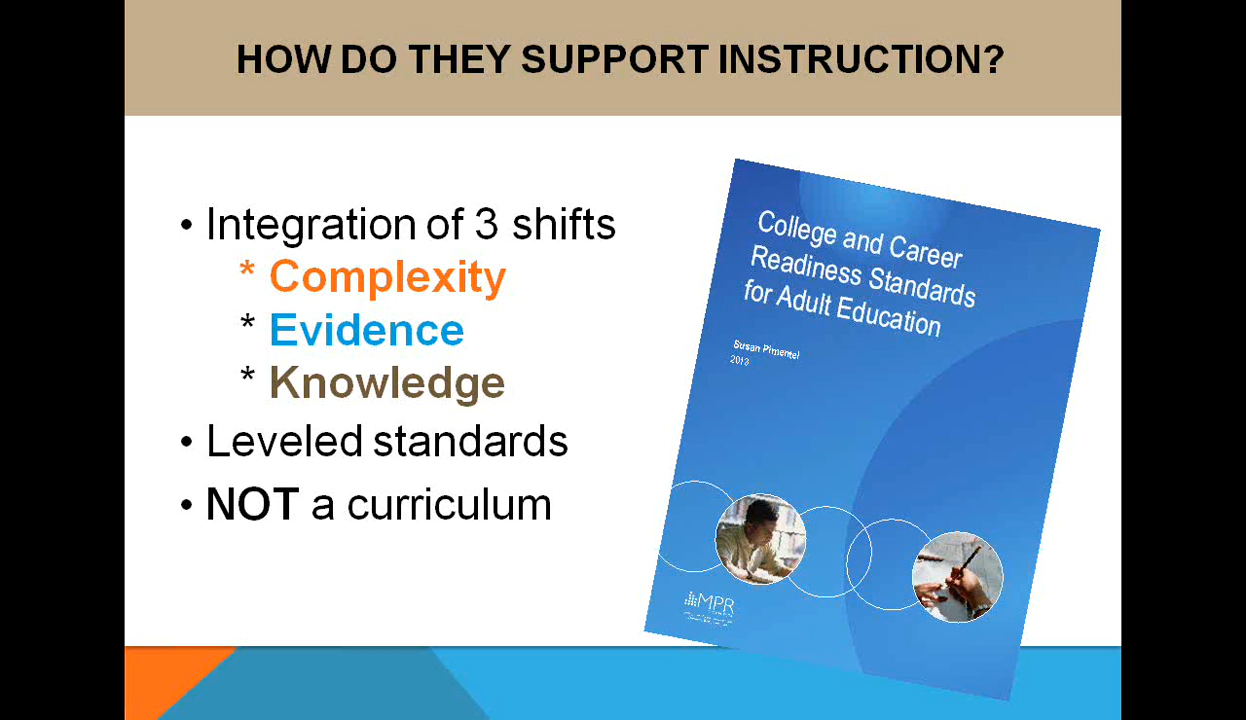 HOW DO THEY SUPPORT INSTRUCTION?
• Integration of 3 shifts
* Complexity
* Evidence
* Knowledge
• Leveled standards
• NOT a curriculum
College and Career
Readiness Standards
for Adult Education
Susan Pimentel
2013
MPR